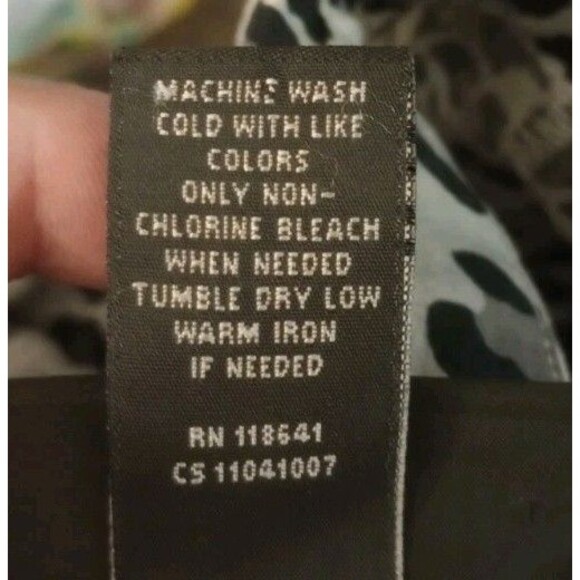 MACHINE WASH
COLD WITH LIKE
COLORS
ONLY NON-
CHLORINE BLEACH
WHEN NEEDED
TUMBLE DRY LOW
WARM IRON
IF NEEDED
RN 118641
CS 11041007